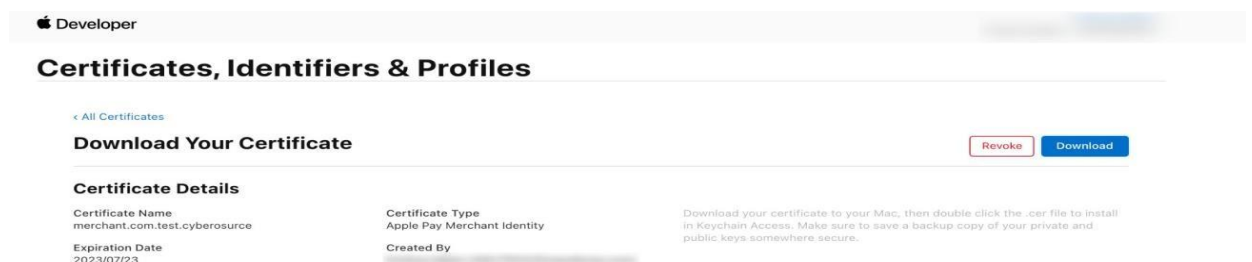 Developer
Certificates, Identifiers & Profiles
< All Certificates
Download Your Certificate
Revoke
Download
Certificate Details
Certificate Name
merchant.com.test.cyberosurce
Certificate Type
Apple Pay Merchant Identity
Download your certificate to your Mac, then double click the .cer file to install
in Keychain Access. Make sure to save a backup copy of your private and
public keys somewhere secure.
Expiration Date
2023/07/23
Created By